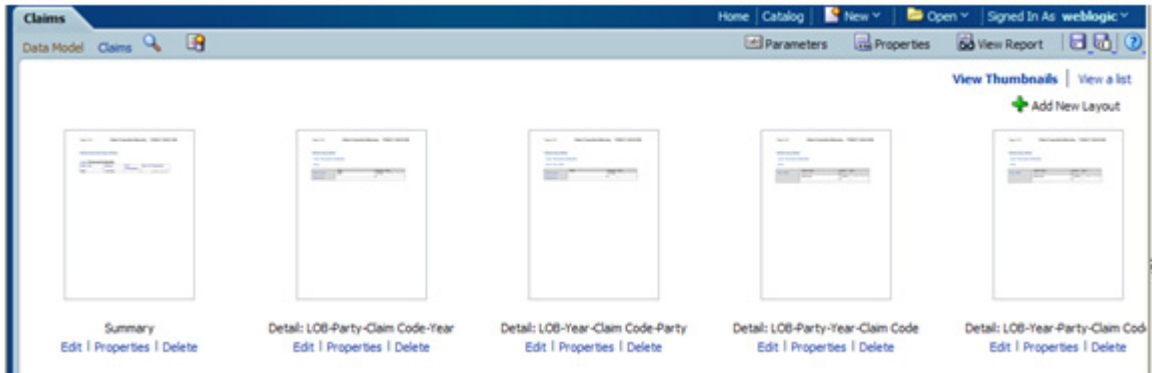 Claims
Home Catalog New Open Signed In As weblogic
Data Model Claims Parameters Properties View Report
View Thumbnails | View a list
Add New Layout
Summary Detail: LOB-Party-Claim Code-Year Detail: LOB-Year-Claim Code-Party Detail: LOB-Party-Year-Claim Code Detail: LOB-Year-Party-Claim Cod
Edit | Properties | Delete Edit | Properties | Delete Edit | Properties | Delete Edit | Properties | Delete Edit | Properties | Delete